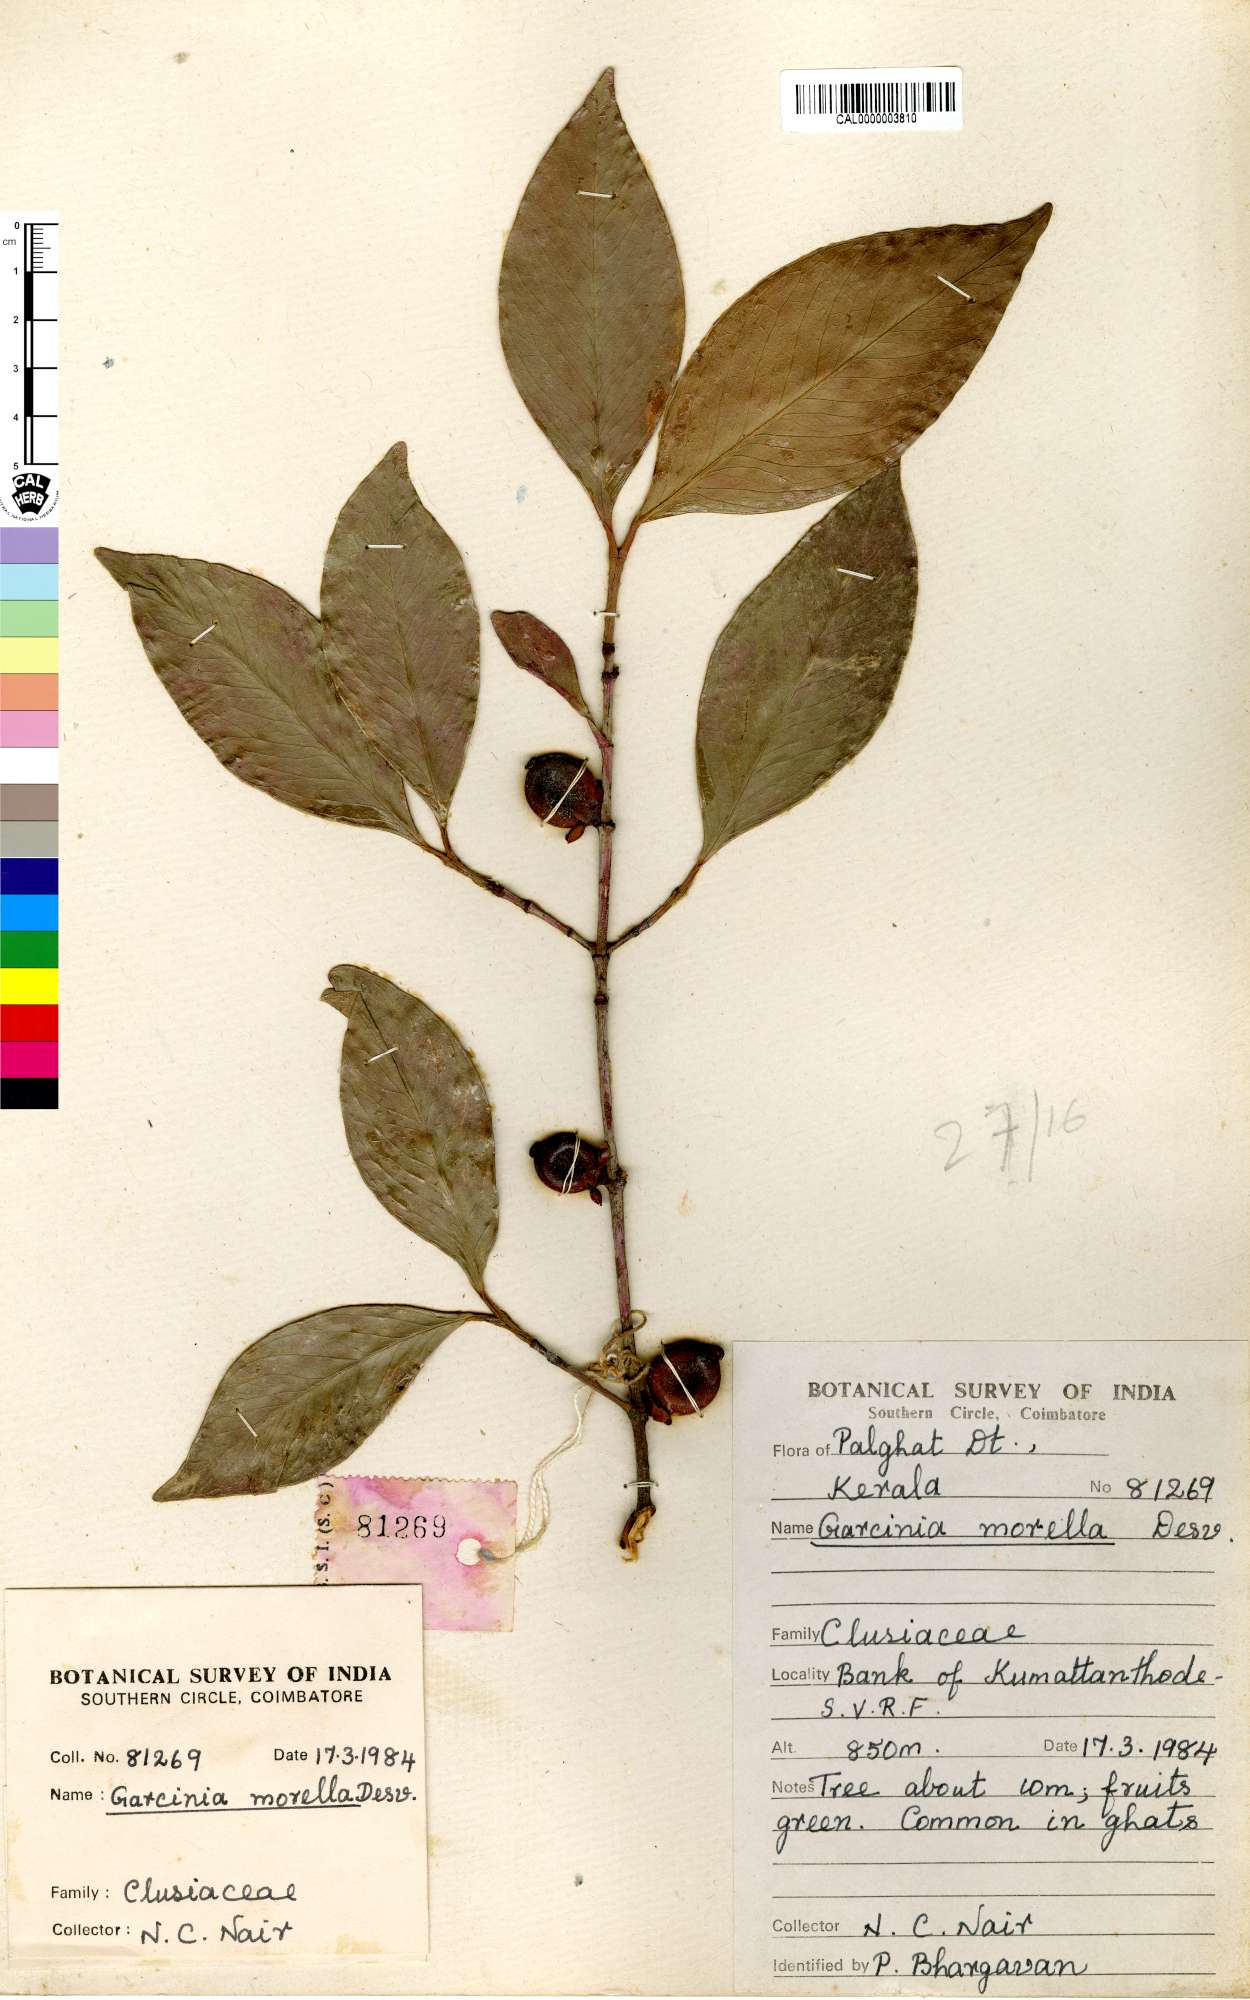 CAL0000003810
0
cm
1
2
3
4
5
CAL
HERB
27/16
BOTANICAL SURVEY OF INDIA
Southern Circle, Coimbatore
Flora of Palghat Dt.,
Kerala No 81269
Name Garcinia morella Desv.
Family Clusiaceae
Locality Bank of Kumattanthode-
S.V.R.F.
Alt. 850m. Date 17.3.1984
Notes Tree about 10m; fruits
green. Common in ghats
Collector N. C. Nair
Identified by P. Bhargavan
S. I. (S. C.)
81269
BOTANICAL SURVEY OF INDIA
SOUTHERN CIRCLE, COIMBATORE
Coll. No. 81269 Date 17.3.1984
Name : Garcinia morella Desv.
Family : Clusiaceae
Collector : N. C. Nair